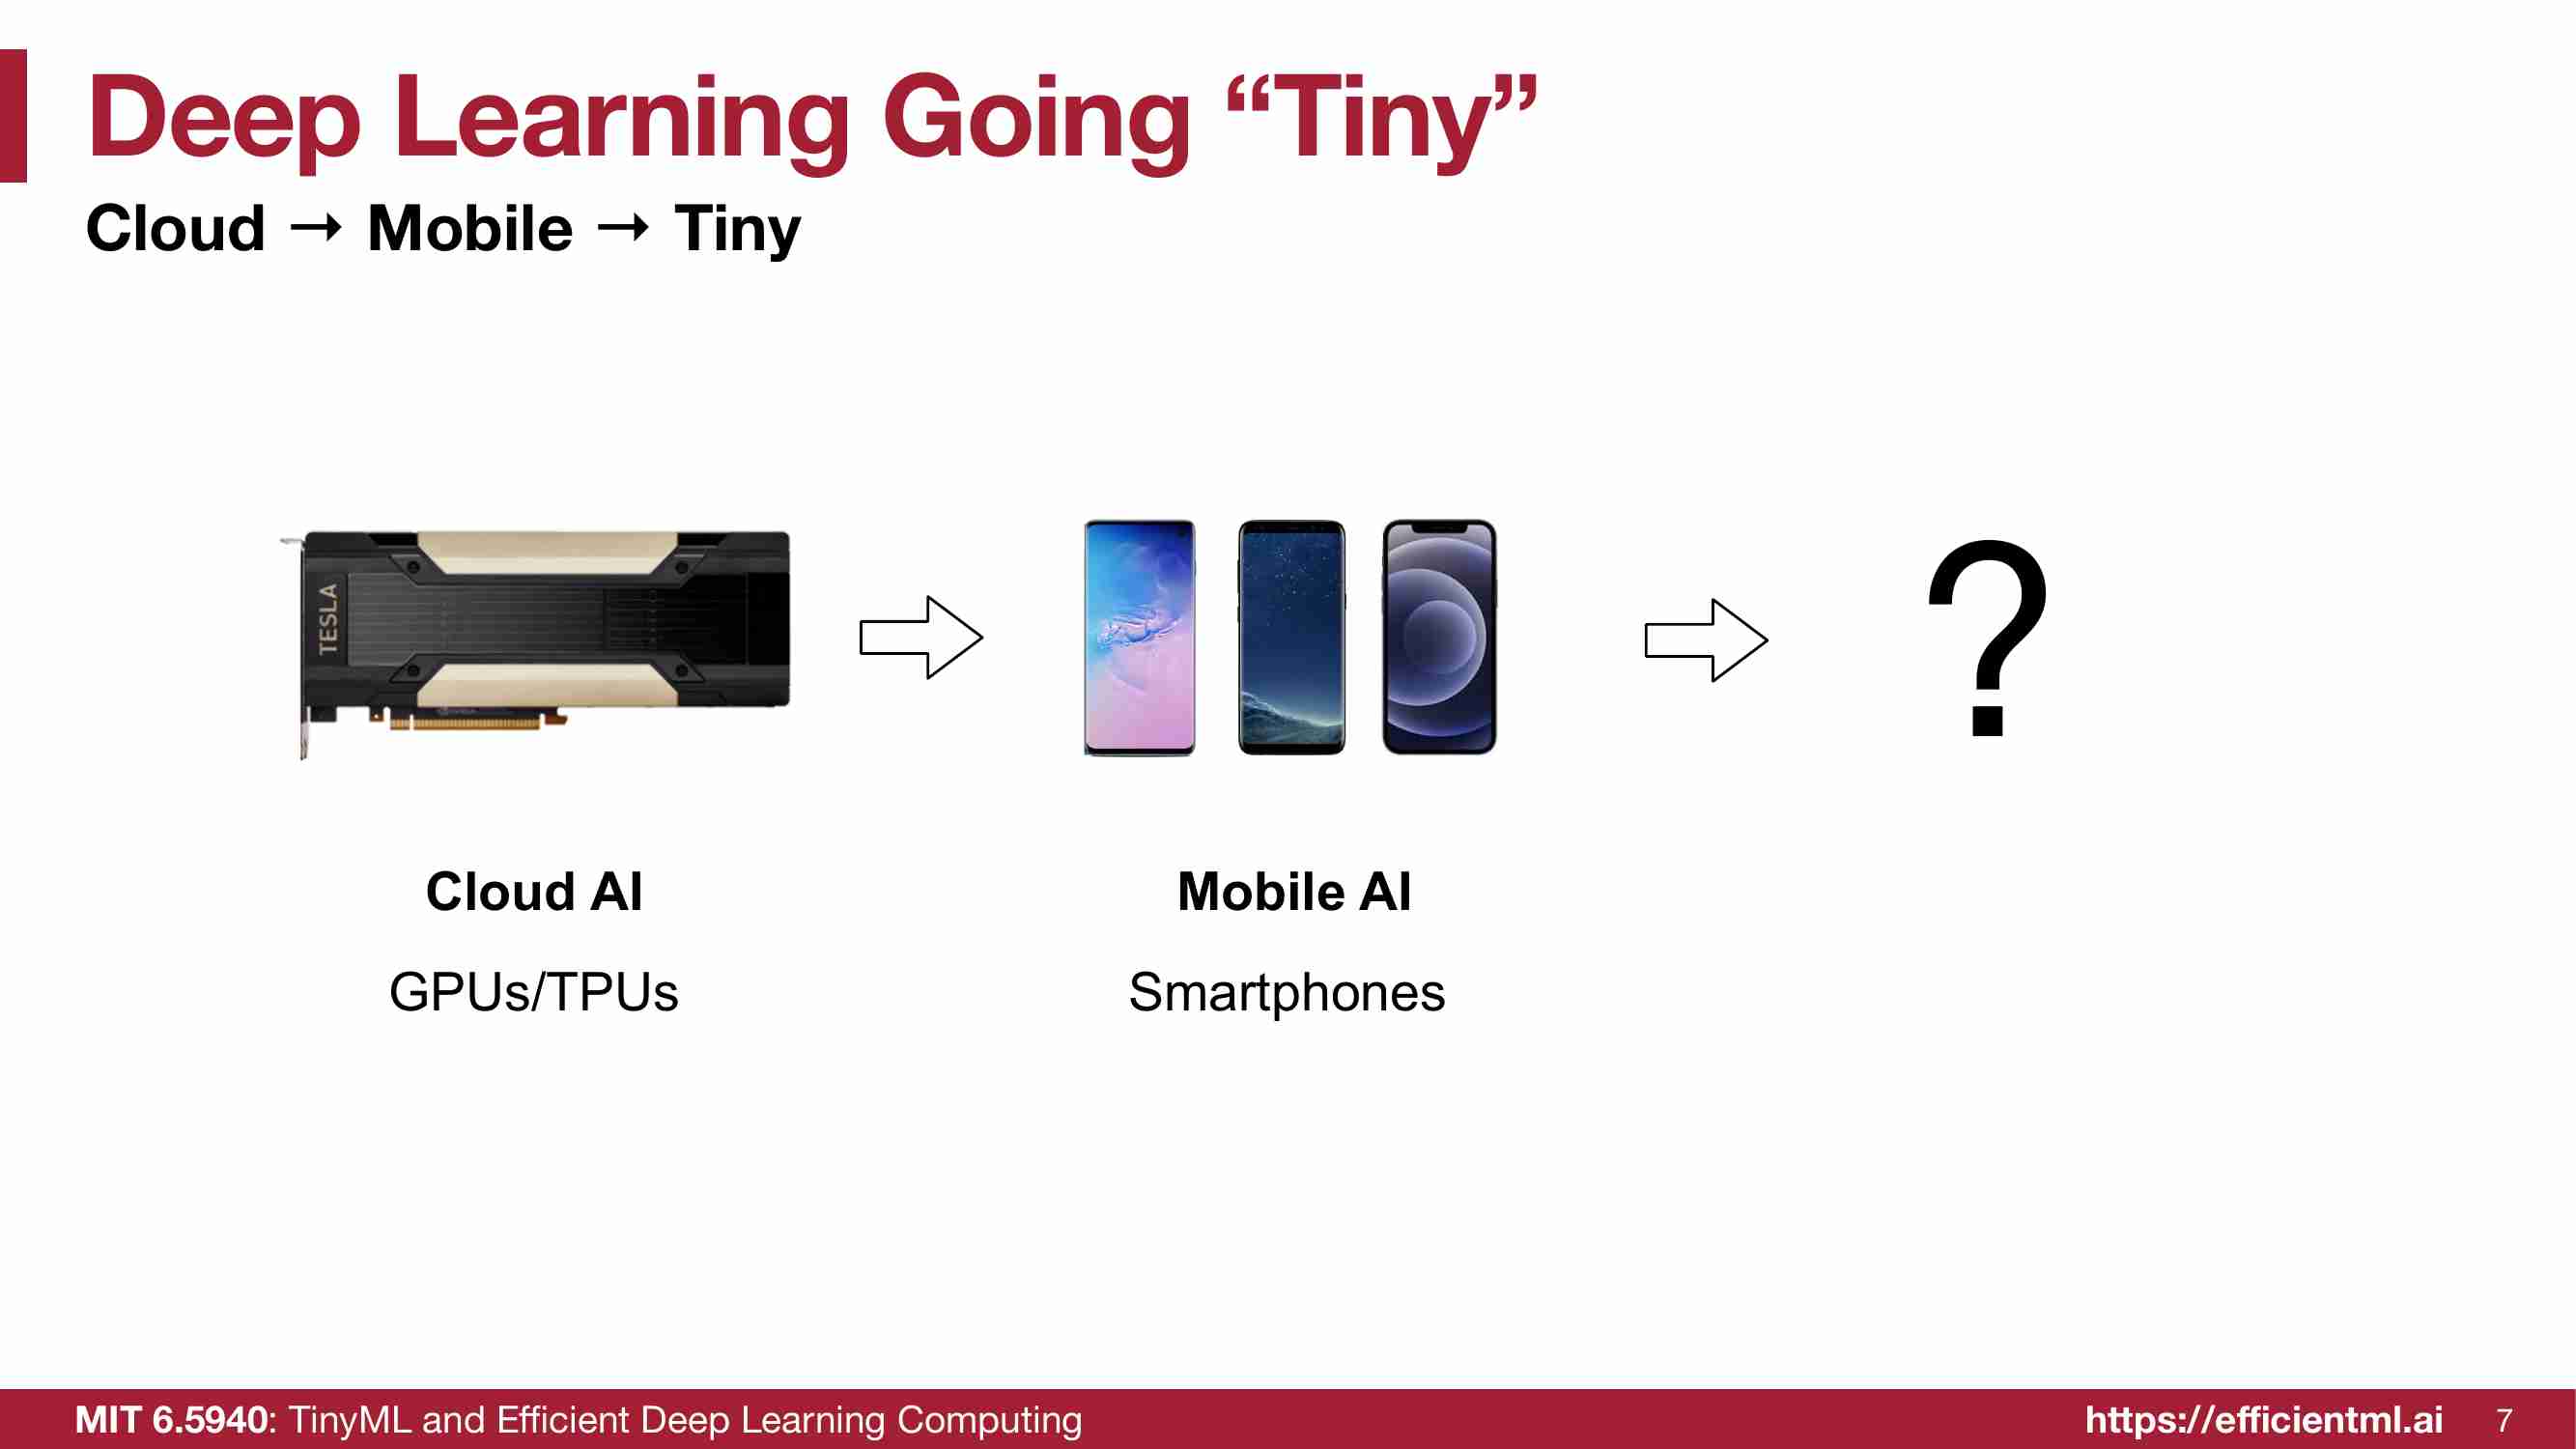 Deep Learning Going “Tiny”
Cloud → Mobile → Tiny
TESLA
?
Cloud AI
Mobile AI
GPUs/TPUs
Smartphones
MIT 6.5940: TinyML and Efficient Deep Learning Computing
https://efficientml.ai
7